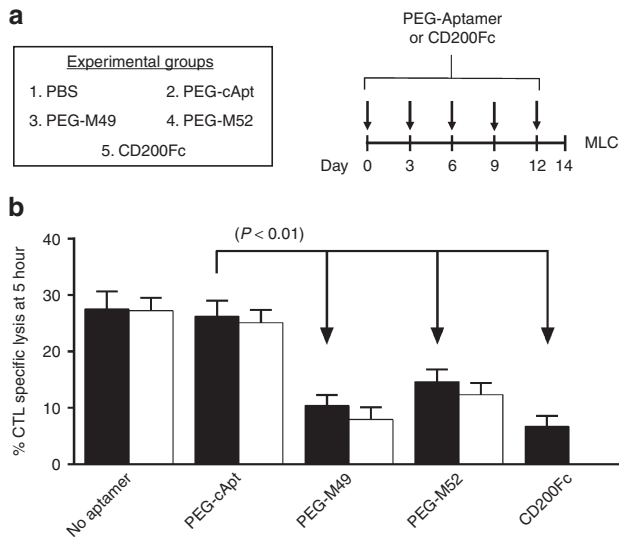 a
Experimental groups
1. PBS 2. PEG-cApt
3. PEG-M49 4. PEG-M52
5. CD200Fc
PEG-Aptamer
or CD200Fc
MLC
Day 0 3 6 9 12 14
b
(P < 0.01)
% CTL specific lysis at 5 hour
40
30
20
10
0
No aptamer
PEG-cApt
PEG-M49
PEG-M52
CD200Fc